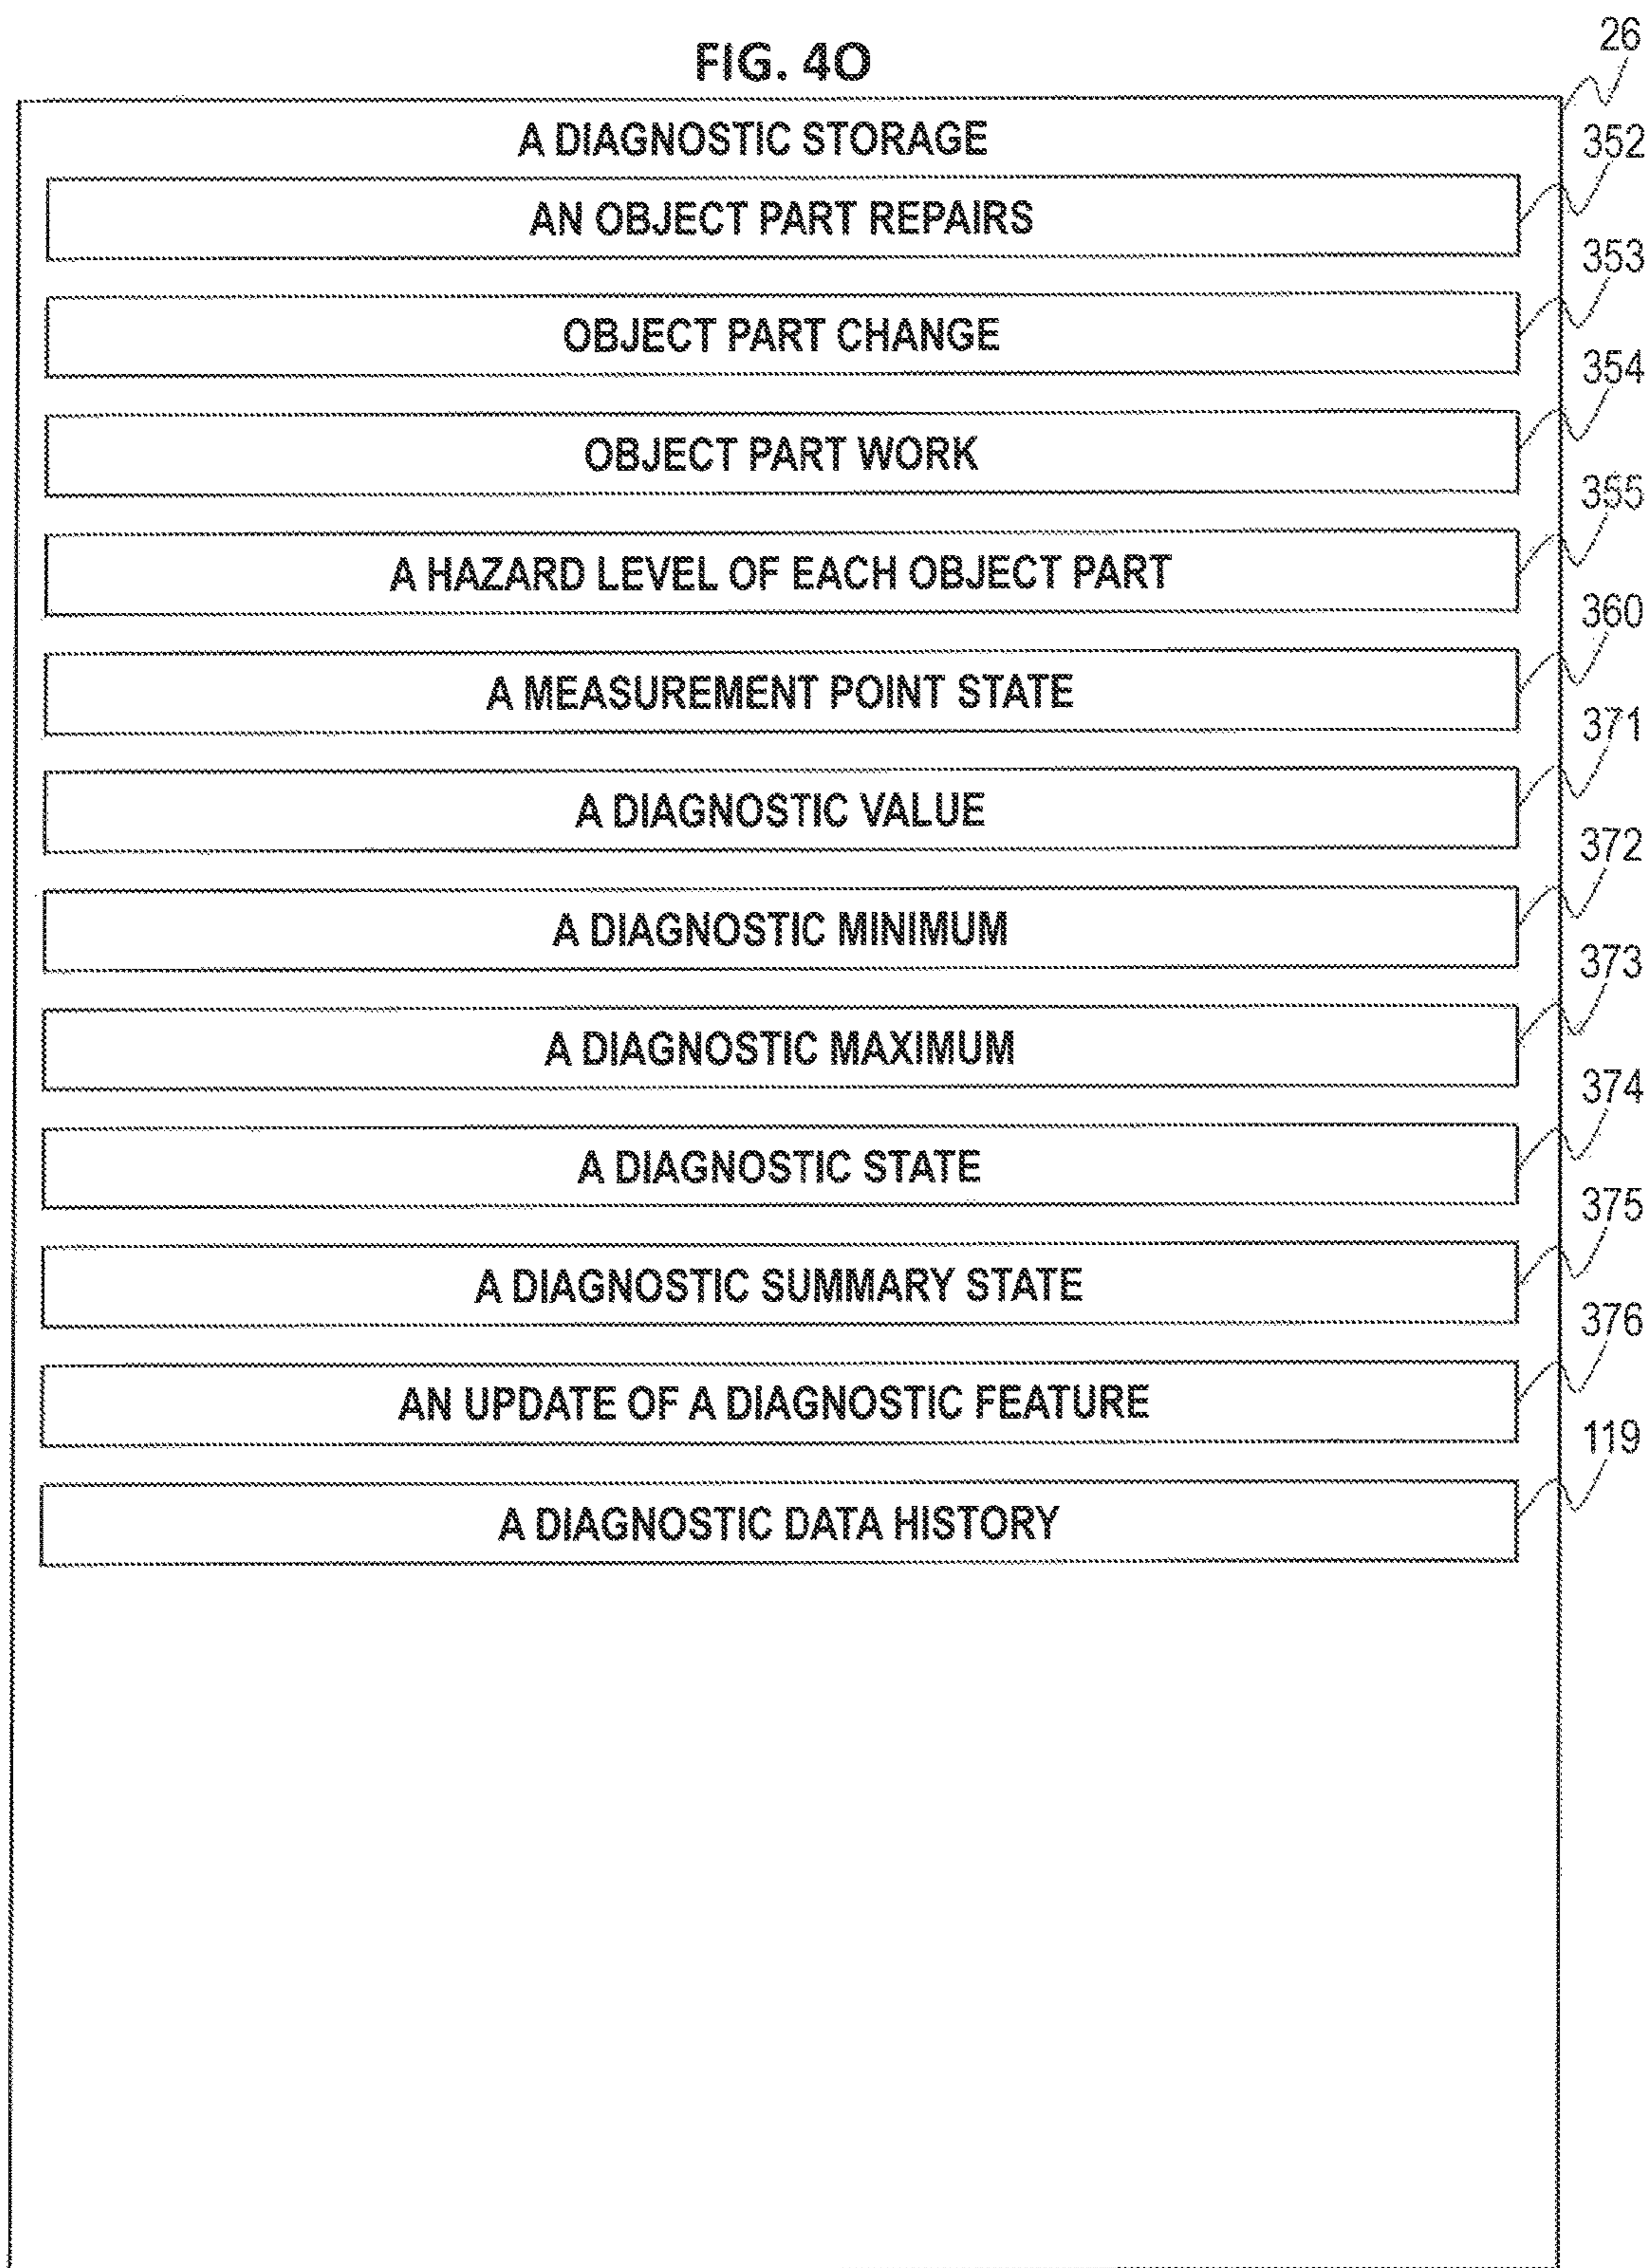 FIG. 4O
26
A DIAGNOSTIC STORAGE
352
AN OBJECT PART REPAIRS
353
OBJECT PART CHANGE
354
OBJECT PART WORK
355
A HAZARD LEVEL OF EACH OBJECT PART
360
A MEASUREMENT POINT STATE
371
A DIAGNOSTIC VALUE
372
A DIAGNOSTIC MINIMUM
373
A DIAGNOSTIC MAXIMUM
374
A DIAGNOSTIC STATE
375
A DIAGNOSTIC SUMMARY STATE
376
AN UPDATE OF A DIAGNOSTIC FEATURE
119
A DIAGNOSTIC DATA HISTORY